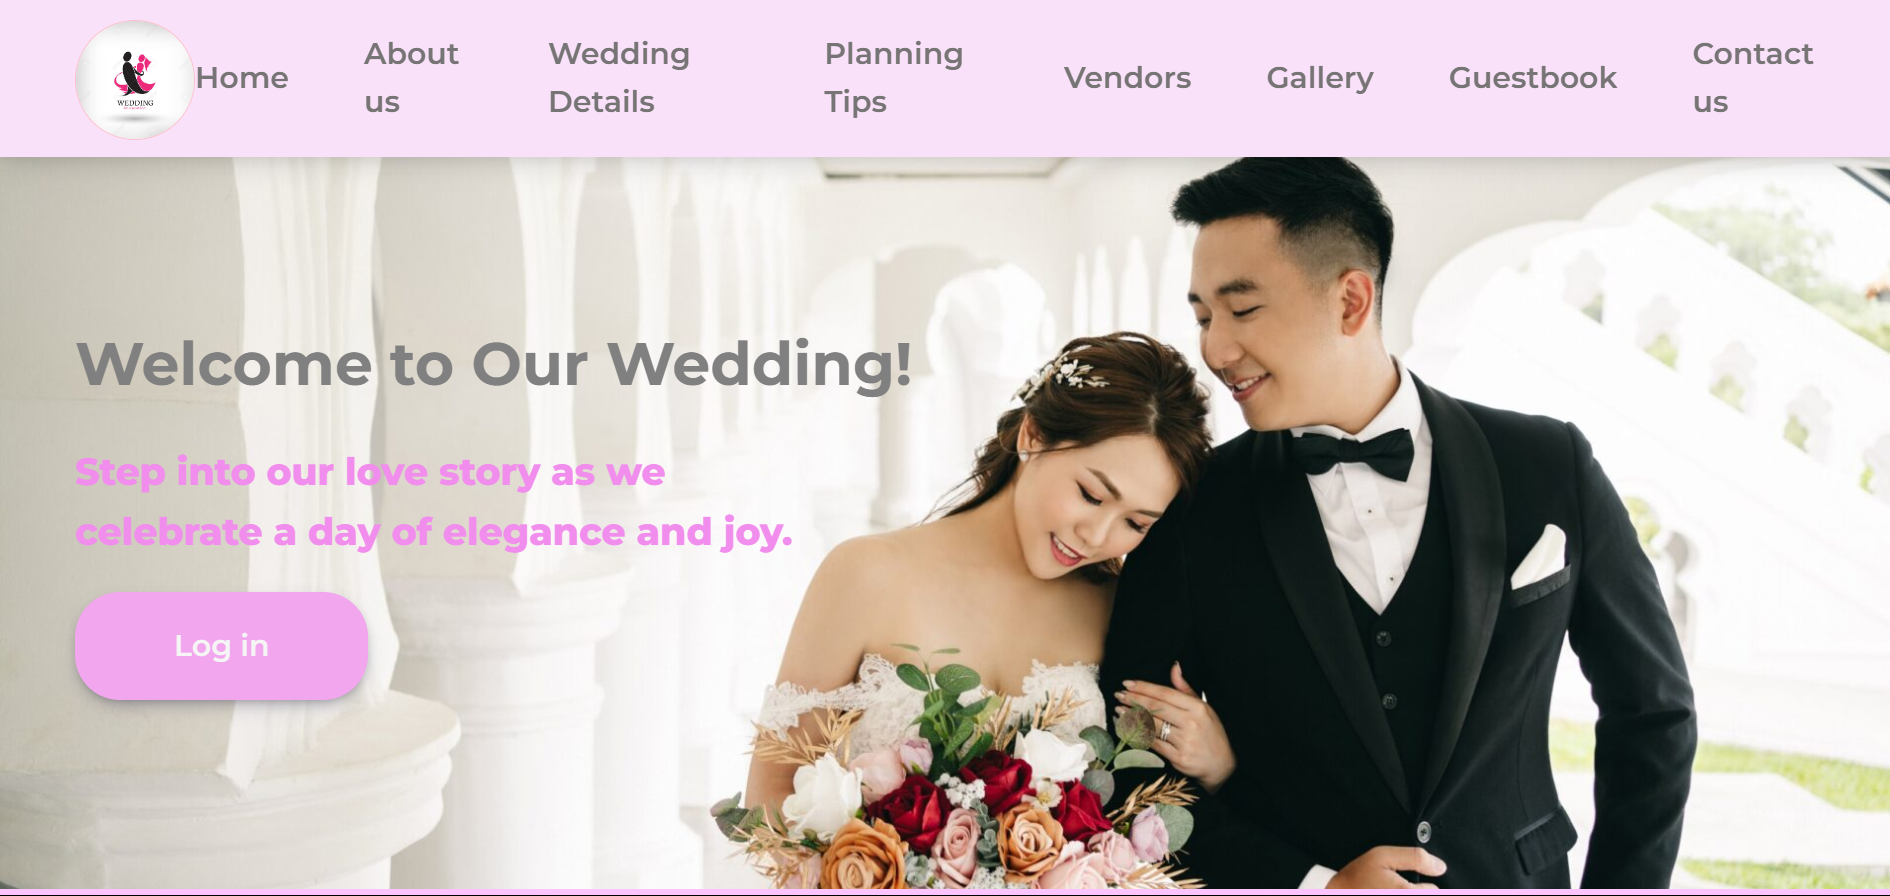 WEDDING
Home
About
us
Wedding
Details
Planning
Tips
Vendors
Gallery
Guestbook
Contact
us
Welcome to Our Wedding!
Step into our love story as we
celebrate a day of elegance and joy.
Log in